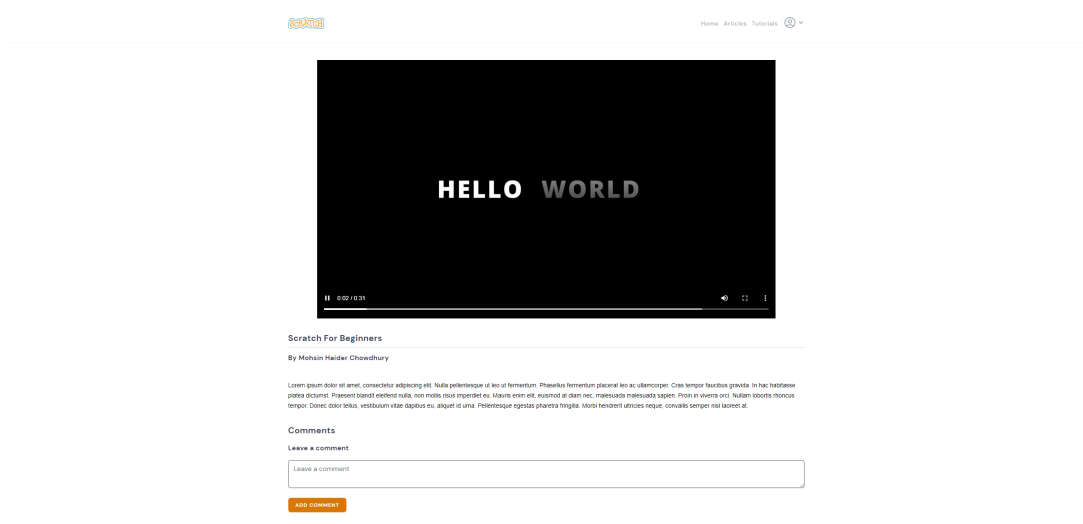 SCRATCH
Home Articles Tutorials
HELLO WORLD
0:02 / 0:31
Scratch For Beginners
By Mohsin Haider Chowdhury
Lorem ipsum dolor sit amet, consectetur adipiscing elit. Nulla pellentesque ut leo ut fermentum. Phasellus fermentum placerat leo ac ullamcorper. Cras tempor faucibus gravida. In hac habitasse
platea dictumst. Praesent blandit eleifend nulla, non mollis risus imperdiet eu. Mauris enim elit, euismod at diam nec, malesuada malesuada sapien. Proin in viverra orci. Nullam lobortis rhoncus
tempor. Donec dolor tellus, vestibulum vitae dapibus eu, aliquet id urna. Pellentesque egestas pharetra fringilla. Morbi hendrerit ultricies neque, convallis semper nisi laoreet at.
Comments
Leave a comment
Leave a comment
ADD COMMENT